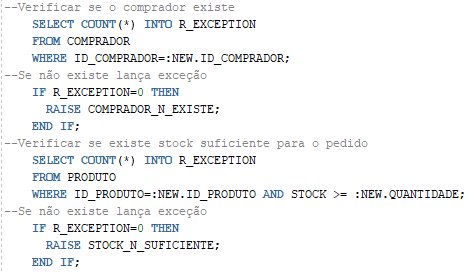 --Verificar se o comprador existe
SELECT COUNT(*) INTO R_EXCEPTION
FROM COMPRADOR
WHERE ID_COMPRADOR=:NEW.ID_COMPRADOR;
--Se não existe lança exceção
IF R_EXCEPTION=0 THEN
RAISE COMPRADOR_N_EXISTE;
END IF;
--Verificar se existe stock suficiente para o pedido
SELECT COUNT(*) INTO R_EXCEPTION
FROM PRODUTO
WHERE ID_PRODUTO=:NEW.ID_PRODUTO AND STOCK >= :NEW.QUANTIDADE;
--Se não existe lança exceção
IF R_EXCEPTION=0 THEN
RAISE STOCK_N_SUFICIENTE;
END IF;